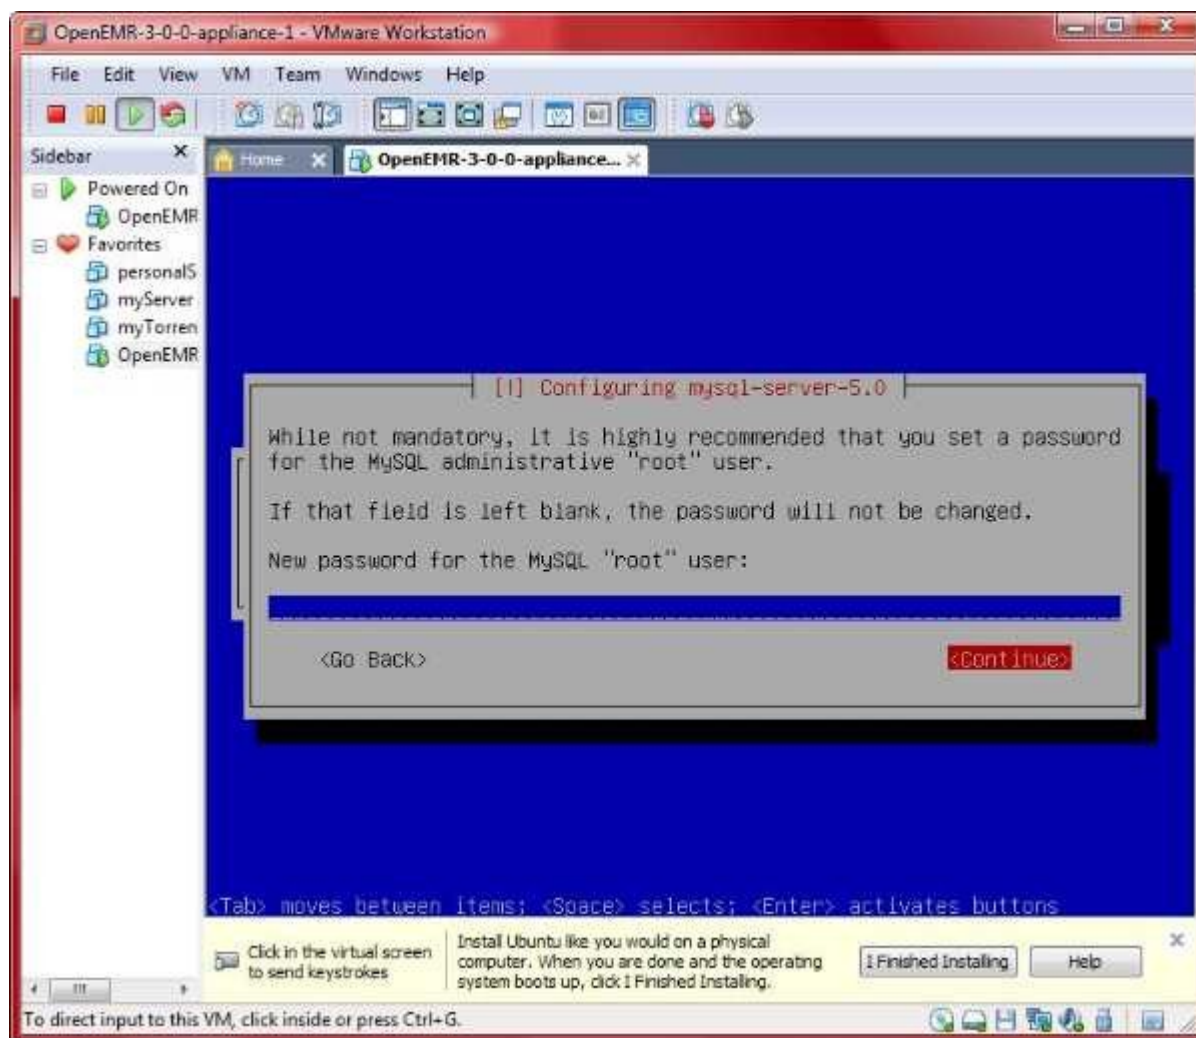 OpenEMR-3-0-0-appliance-1 - VMware Workstation
File Edit View VM Team Windows Help
Sidebar
Home
OpenEMR-3-0-0-appliance...
Powered On
OpenEMR
Favorites
personalS
myServer
myTorren
OpenEMR
[!] Configuring mysql-server-5.0
While not mandatory, it is highly recommended that you set a password
for the MySQL administrative "root" user.
If that field is left blank, the password will not be changed.
New password for the MySQL "root" user:
<Go Back>
<Continue>
<Tab> moves between items; <Space> selects; <Enter> activates buttons
Click in the virtual screen
to send keystrokes
Install Ubuntu like you would on a physical
computer. When you are done and the operating
system boots up, click I Finished Installing.
I Finished Installing
Help
To direct input to this VM, click inside or press Ctrl+G.